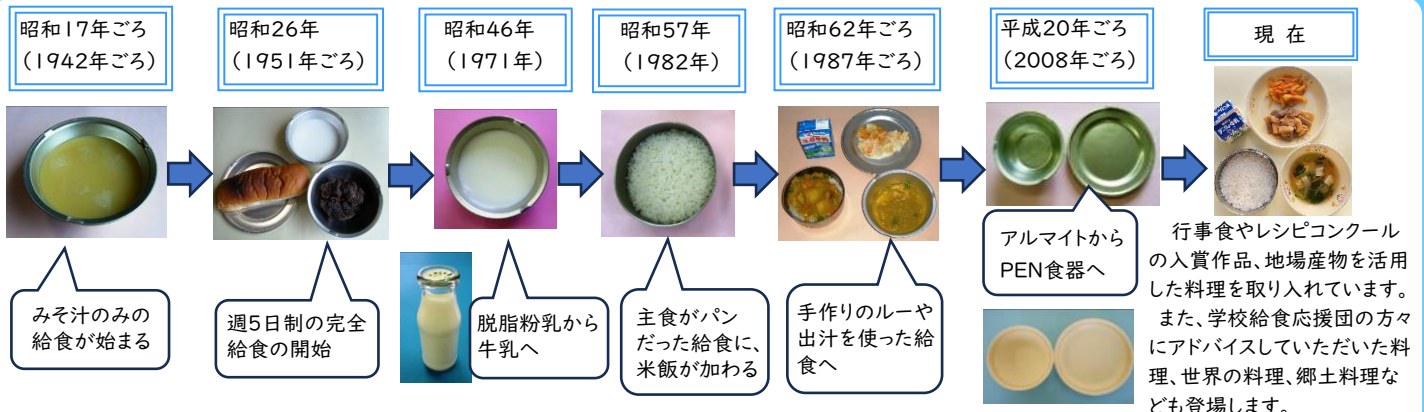 昭和17年ごろ
(1942年ごろ)
昭和26年
(1951年ごろ)
昭和46年
(1971年)
昭和57年
(1982年)
昭和62年ごろ
(1987年ごろ)
平成20年ごろ
(2008年ごろ)
現 在
みそ汁のみの
給食が始まる
週5日制の完全
給食の開始
脱脂粉乳から
牛乳へ
主食がパン
だった給食に、
米飯が加わる
手作りのルーや
出汁を使った給
食へ
アルマイトから
PEN食器へ
行事食やレシピコンクール
の入賞作品、地場産物を活用
した料理を取り入れています。
また、学校給食応援団の方々
にアドバイスしていただいた料
理、世界の料理、郷土料理な
ども登場します。